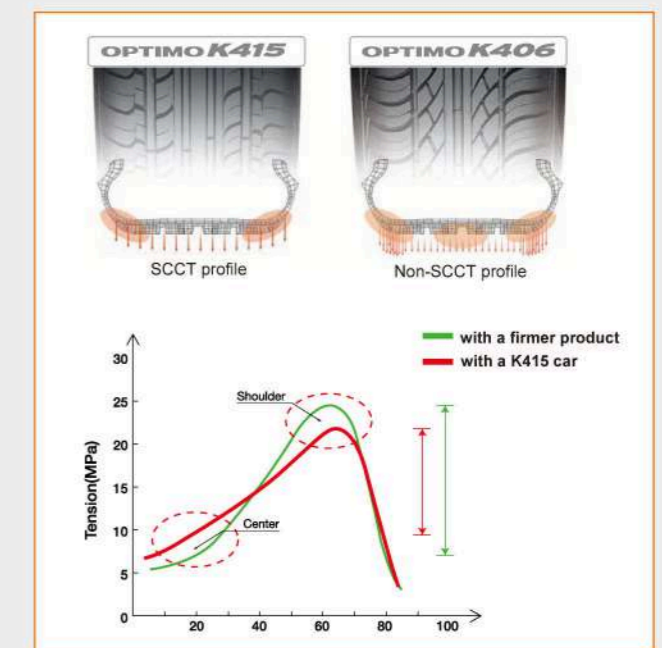 OPTIMO K415
OPTIMO K406
SCCT profile
Non-SCCT profile
with a firmer product
with a K415 car
Tension(MPa)
30
25
20
15
10
5
0
Shoulder
Center
20
40
60
80
100